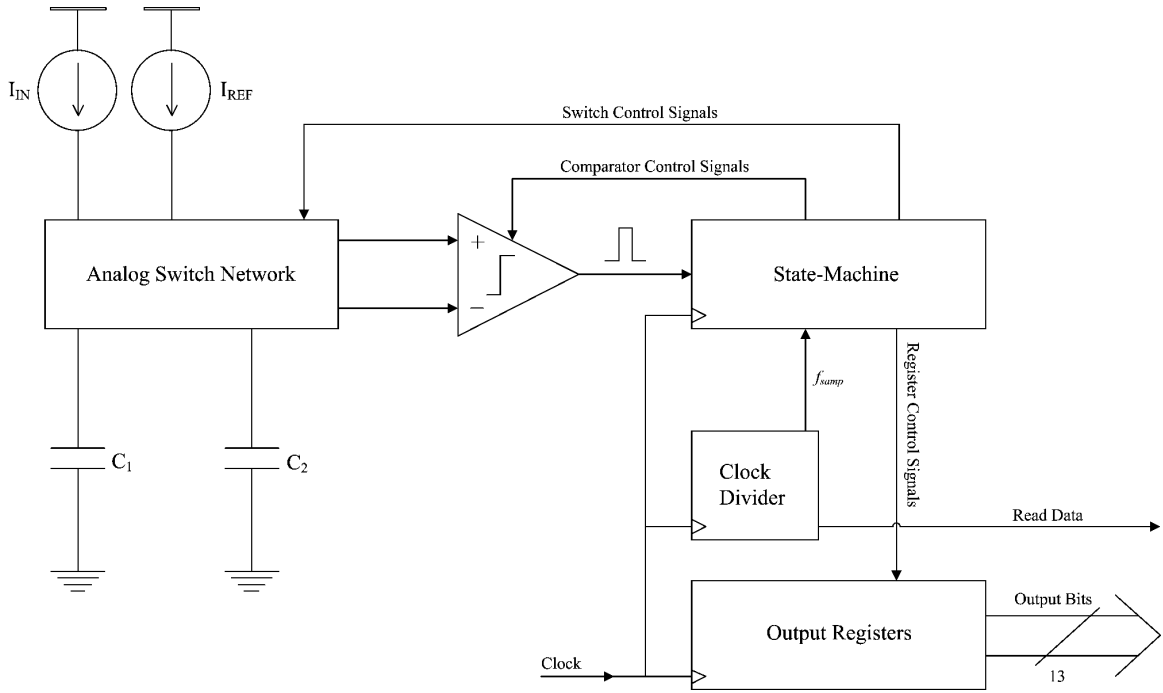 I_IN
I_REF
Switch Control Signals
Comparator Control Signals
Analog Switch Network
+
−
State-Machine
f_samp
Register Control Signals
C_1
C_2
Clock
Divider
Read Data
Output Registers
Output Bits
13
Clock